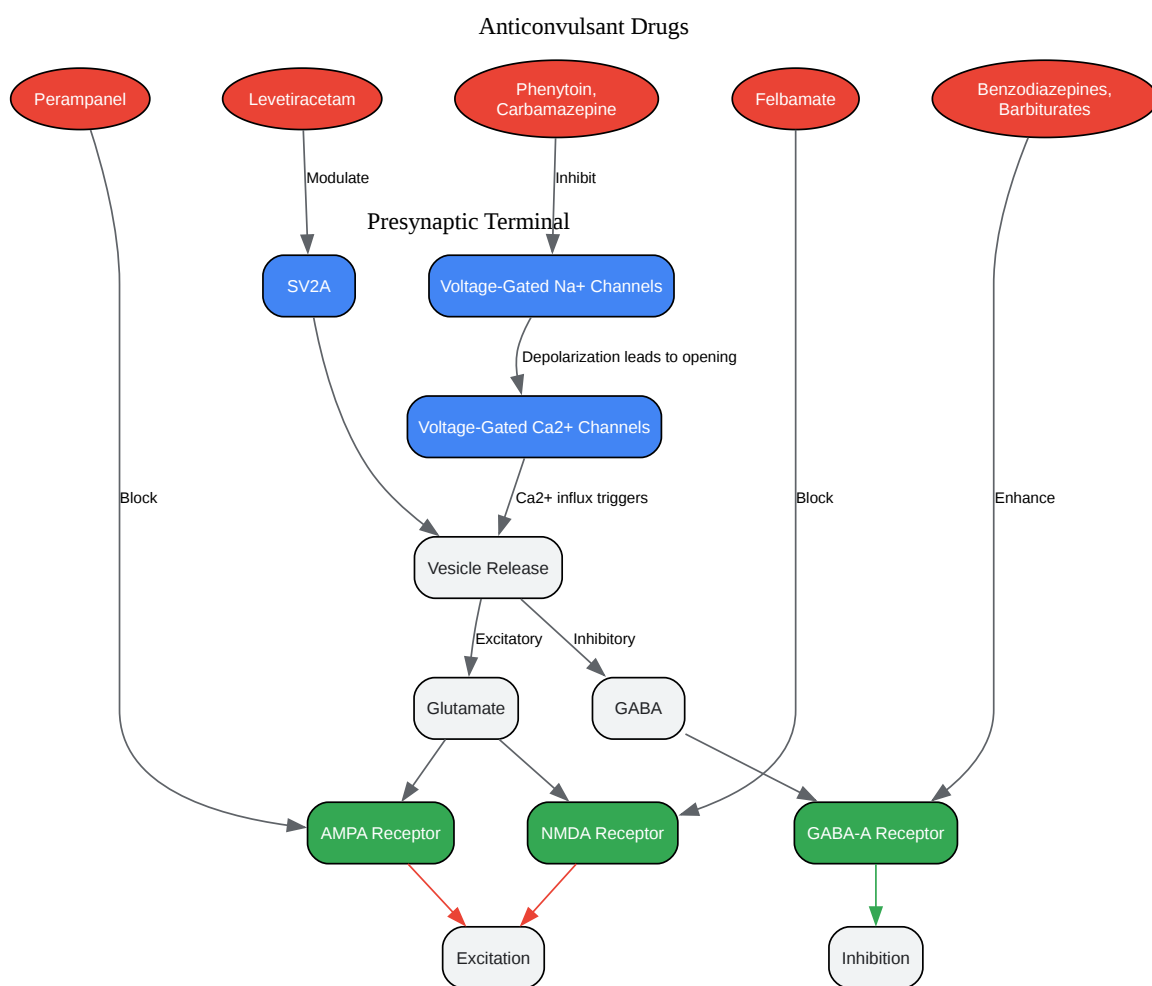 Anticonvulsant Drugs
Perampanel
Levetiracetam
Phenytoin,
Carbamazepine
Felbamate
Benzodiazepines,
Barbiturates
Modulate
Inhibit
Presynaptic Terminal
SV2A
Voltage-Gated Na+ Channels
Depolarization leads to opening
Voltage-Gated Ca2+ Channels
Block
Ca2+ influx triggers
Block
Enhance
Vesicle Release
Excitatory
Inhibitory
Glutamate
GABA
AMPA Receptor
NMDA Receptor
GABA-A Receptor
Excitation
Inhibition